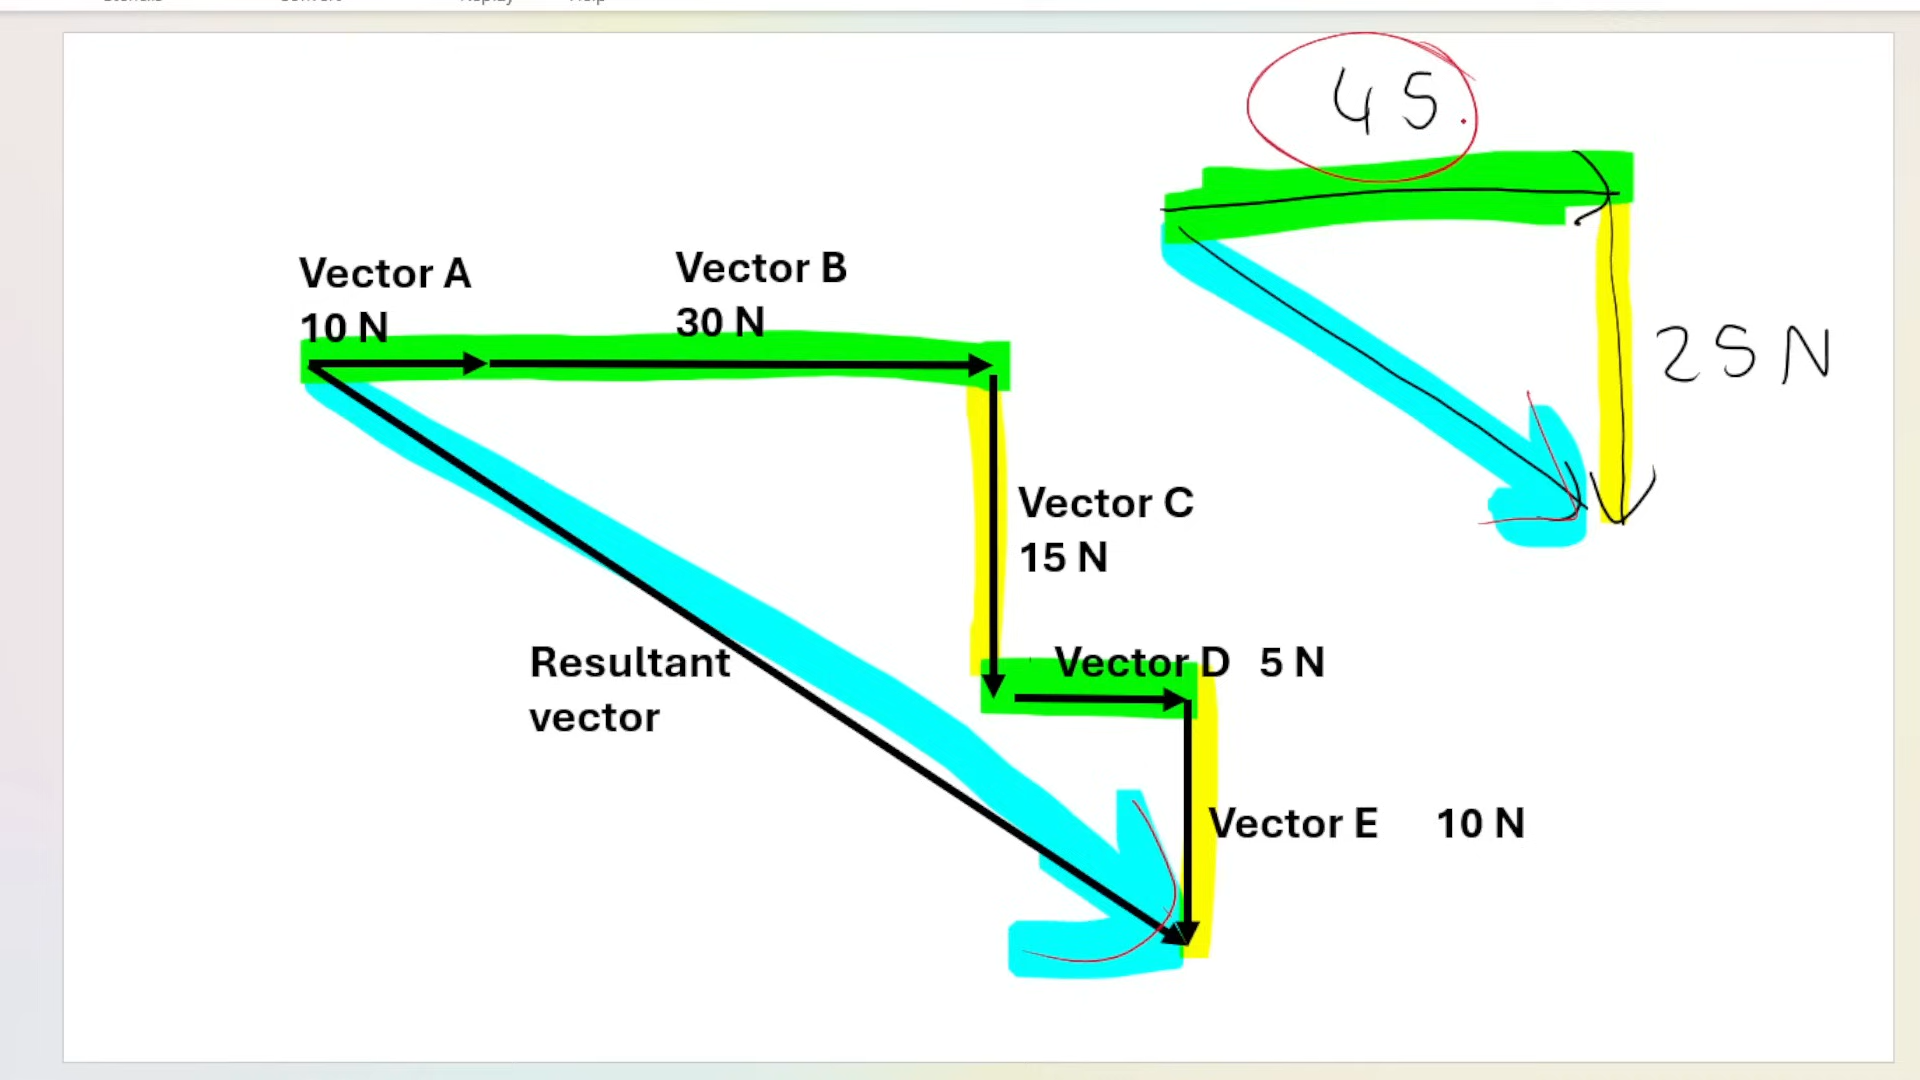 45
Vector A
10 N
Vector B
30 N
25 N
Vector C
15 N
Vector D 5 N
Resultant
vector
Vector E 10 N